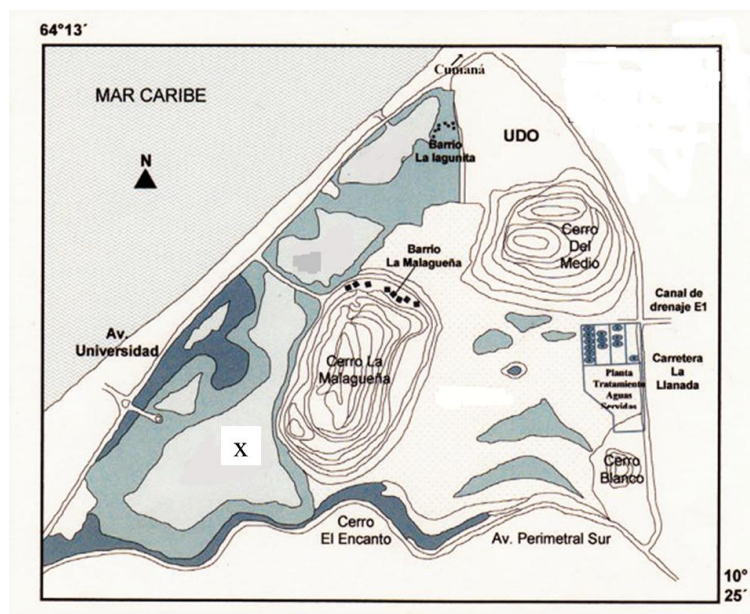 64°13´
Cumaná
MAR CARIBE
N
UDO
Barrio
La lagunita
Cerro
Del
Medio
Barrio
La Malagueña
Canal de
drenaje E1
Av.
Universidad
Cerro La
Malagueña
Carretera
La
Llanada
Planta
Tratamiento
Aguas
Servidas
X
Cerro
Blanco
Cerro
El Encanto
Av. Perimetral Sur
10°
25´